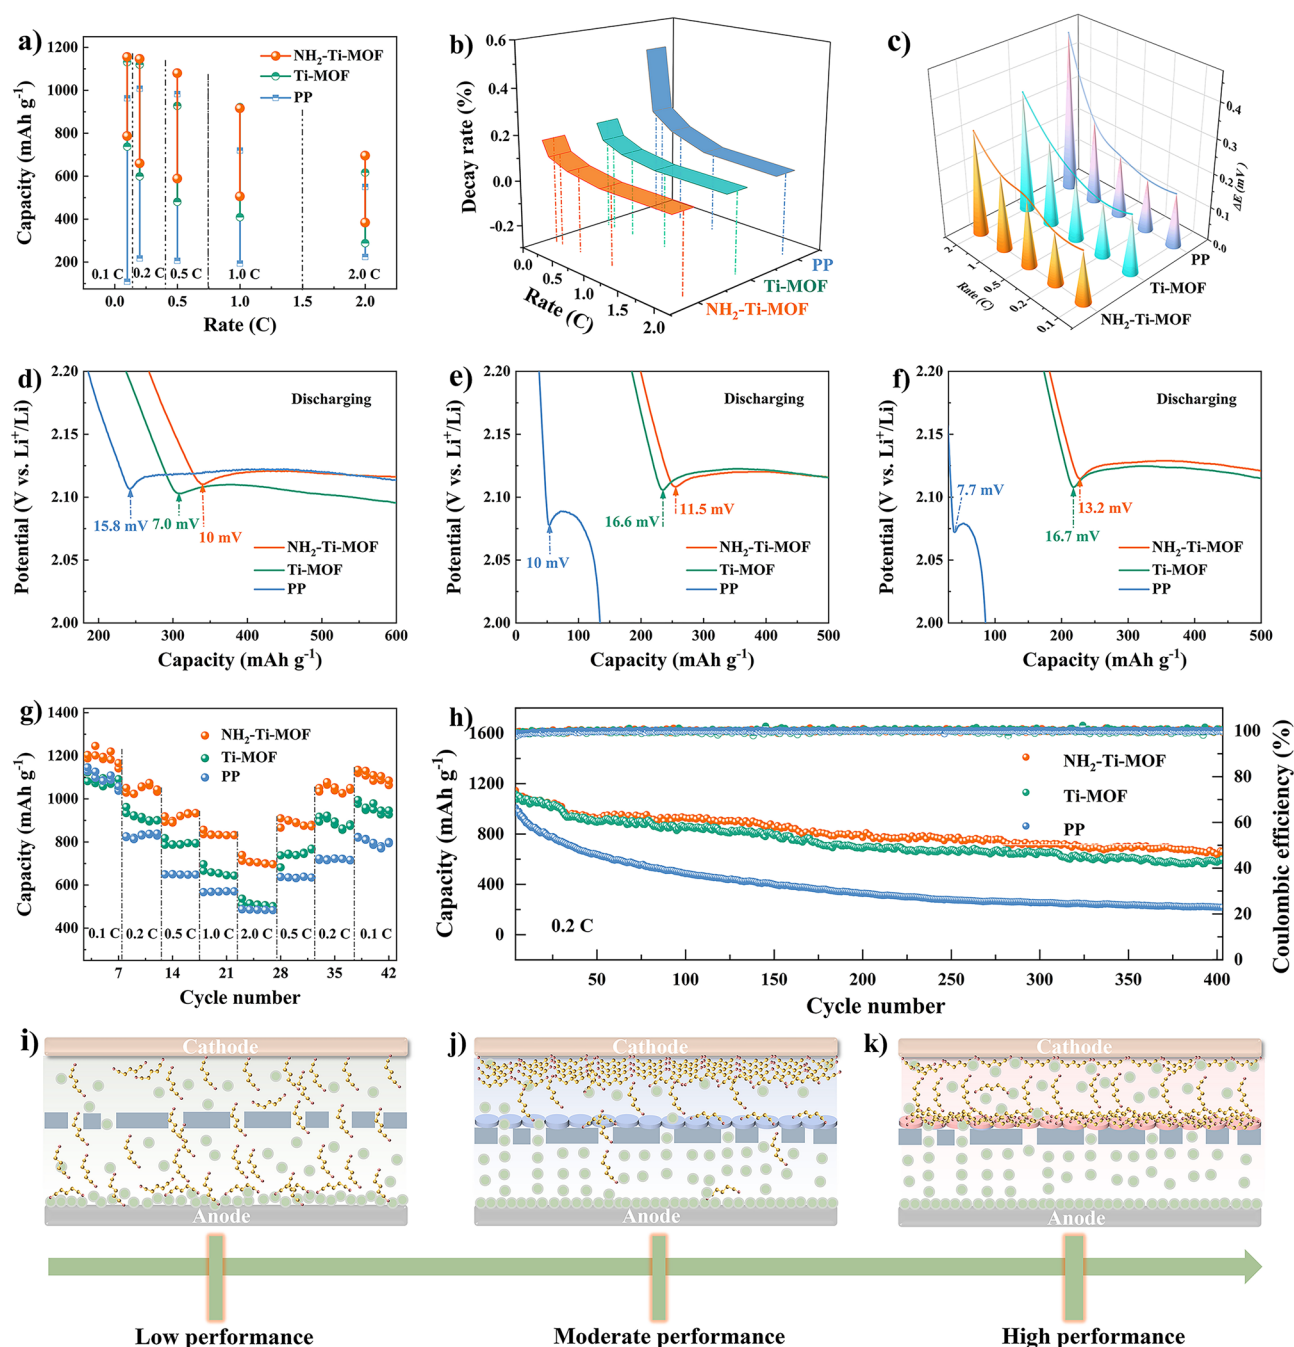 a)
1200
1000
800
600
400
200
Capacity (mAh g⁻¹)
NH₂-Ti-MOF
Ti-MOF
PP
0.1 C
0.2 C
0.5 C
1.0 C
2.0 C
0.0
0.5
1.0
1.5
2.0
Rate (C)
b)
0.6
0.4
0.2
0.0
-0.2
Decay rate (%)
0.0
0.5
1.0
1.5
2.0
Rate (C)
PP
Ti-MOF
NH₂-Ti-MOF
c)
0.4
0.3
0.2
0.1
0.0
ΔE (mV)
2
1
0.5
0.2
0.1
Rate (C)
PP
Ti-MOF
NH₂-Ti-MOF
d)
2.20
2.15
2.10
2.05
2.00
Potential (V vs. Li⁺/Li)
Discharging
15.8 mV
7.0 mV
10 mV
NH₂-Ti-MOF
Ti-MOF
PP
200
300
400
500
600
Capacity (mAh g⁻¹)
e)
2.20
2.15
2.10
2.05
2.00
Potential (V vs. Li⁺/Li)
Discharging
16.6 mV
11.5 mV
10 mV
NH₂-Ti-MOF
Ti-MOF
PP
0
100
200
300
400
500
Capacity (mAh g⁻¹)
f)
2.20
2.15
2.10
2.05
2.00
Potential (V vs. Li⁺/Li)
Discharging
7.7 mV
13.2 mV
16.7 mV
NH₂-Ti-MOF
Ti-MOF
PP
100
200
300
400
500
Capacity (mAh g⁻¹)
g)
1400
1200
1000
800
600
400
Capacity (mAh g⁻¹)
NH₂-Ti-MOF
Ti-MOF
PP
0.1 C
0.2 C
0.5 C
1.0 C
2.0 C
0.5 C
0.2 C
0.1 C
7
14
21
28
35
42
Cycle number
h)
1600
1200
800
400
0
Capacity (mAh g⁻¹)
NH₂-Ti-MOF
Ti-MOF
PP
0.2 C
100
80
60
40
20
0
Coulombic efficiency (%)
50
100
150
200
250
300
350
400
Cycle number
i)
Cathode
Anode
j)
Cathode
Anode
k)
Cathode
Anode
Low performance
Moderate performance
High performance